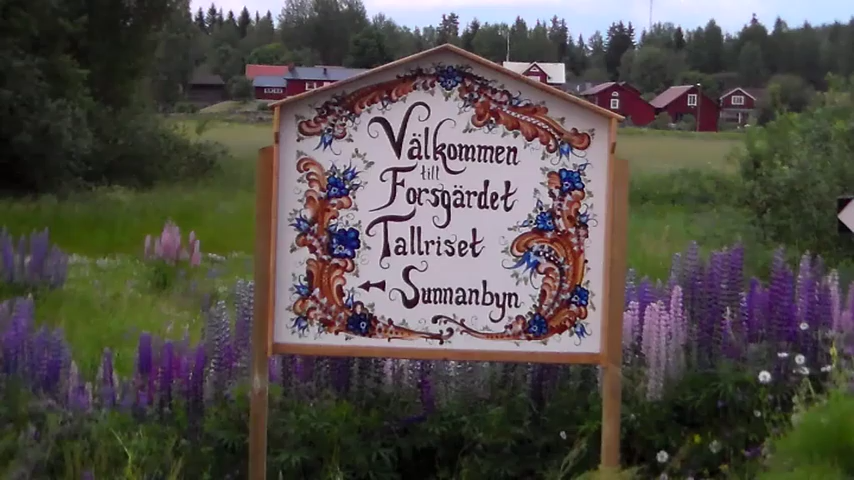 Välkommen
till
Forsgärdet
Tallriset
Sunnanbyn